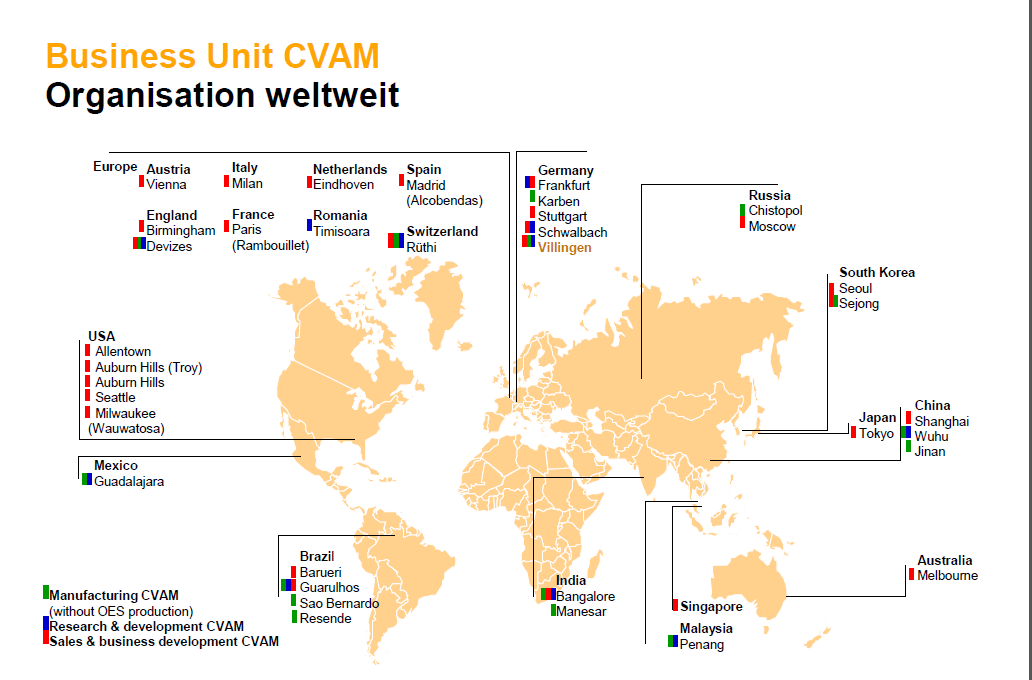 Business Unit CVAM
Organisation weltweit
Europe
Austria
Vienna
Italy
Milan
Netherlands
Eindhoven
Spain
Madrid
(Alcobendas)
England
Birmingham
Devizes
France
Paris
(Rambouillet)
Romania
Timisoara
Switzerland
Rüthi
Germany
Frankfurt
Karben
Stuttgart
Schwalbach
Villingen
Russia
Chistopol
Moscow
South Korea
Seoul
Sejong
USA
Allentown
Auburn Hills (Troy)
Auburn Hills
Seattle
Milwaukee
(Wauwatosa)
Japan
Tokyo
China
Shanghai
Wuhu
Jinan
Mexico
Guadalajara
Brazil
Barueri
Guarulhos
Sao Bernardo
Resende
India
Bangalore
Manesar
Singapore
Malaysia
Penang
Australia
Melbourne
Manufacturing CVAM
(without OES production)
Research & development CVAM
Sales & business development CVAM